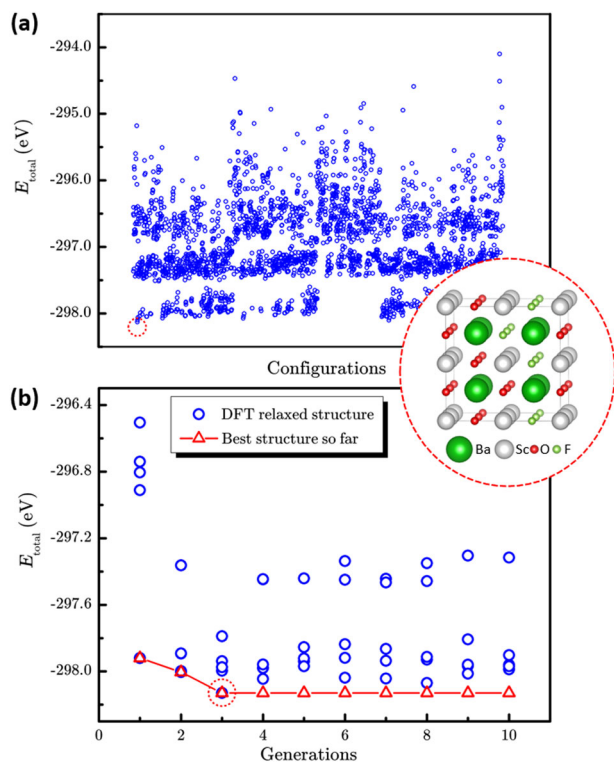 (a)
-294.0
-295.0
-296.0
-297.0
-298.0
E_total (eV)
Configurations
Ba Sc O F
(b)
DFT relaxed structure
Best structure so far
-296.4
-296.8
-297.2
-297.6
-298.0
E_total (eV)
0 2 4 6 8 10
Generations